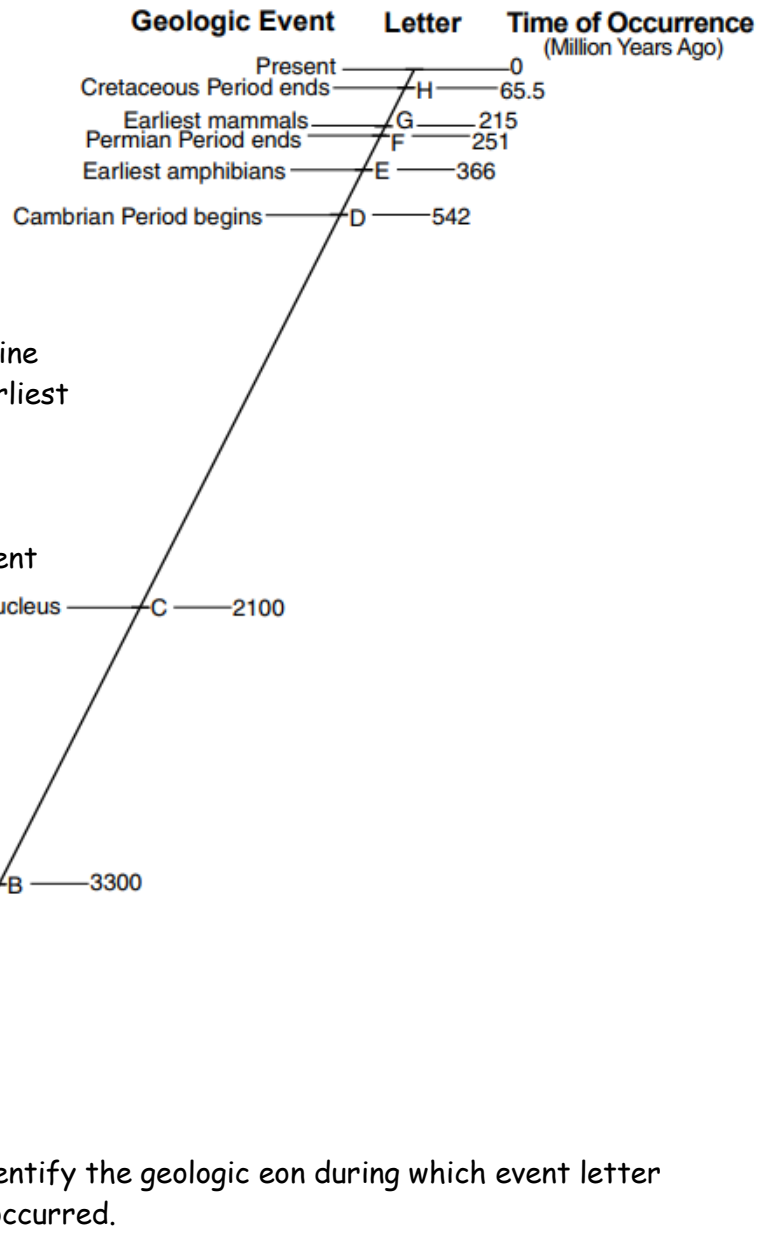 Geologic Event Letter Time of Occurrence
(Million Years Ago)
Present 0
Cretaceous Period ends H 65.5
Earliest mammals G 215
Permian Period ends F 251
Earliest amphibians E 366
Cambrian Period begins D 542
ine
rliest
ent
ucleus C 2100
B 3300
entify the geologic eon during which event letter
occurred.